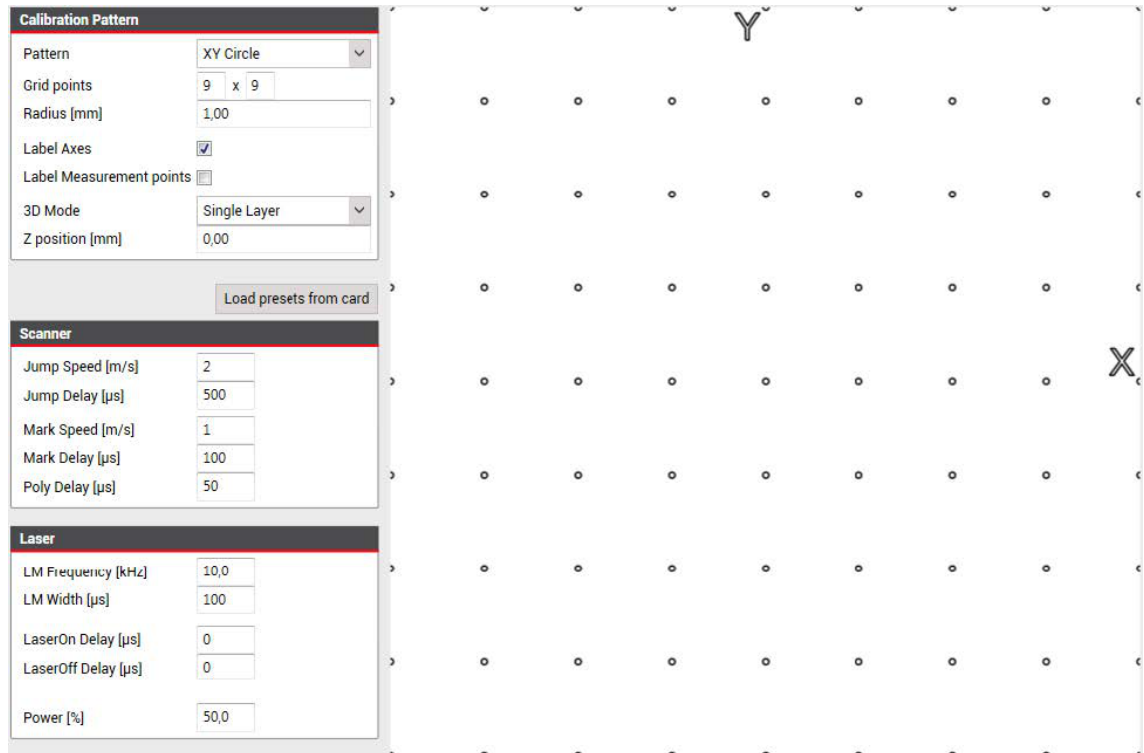 Calibration Pattern
Pattern XY Circle
Grid points 9 x 9
Radius [mm] 1,00
Label Axes
Label Measurement points
3D Mode Single Layer
Z position [mm] 0,00
Load presets from card
Scanner
Jump Speed [m/s] 2
Jump Delay [µs] 500
Mark Speed [m/s] 1
Mark Delay [µs] 100
Poly Delay [µs] 50
Laser
LM Frequency [kHz] 10,0
LM Width [µs] 100
LaserOn Delay [µs] 0
LaserOff Delay [µs] 0
Power [%] 50,0
Y
X